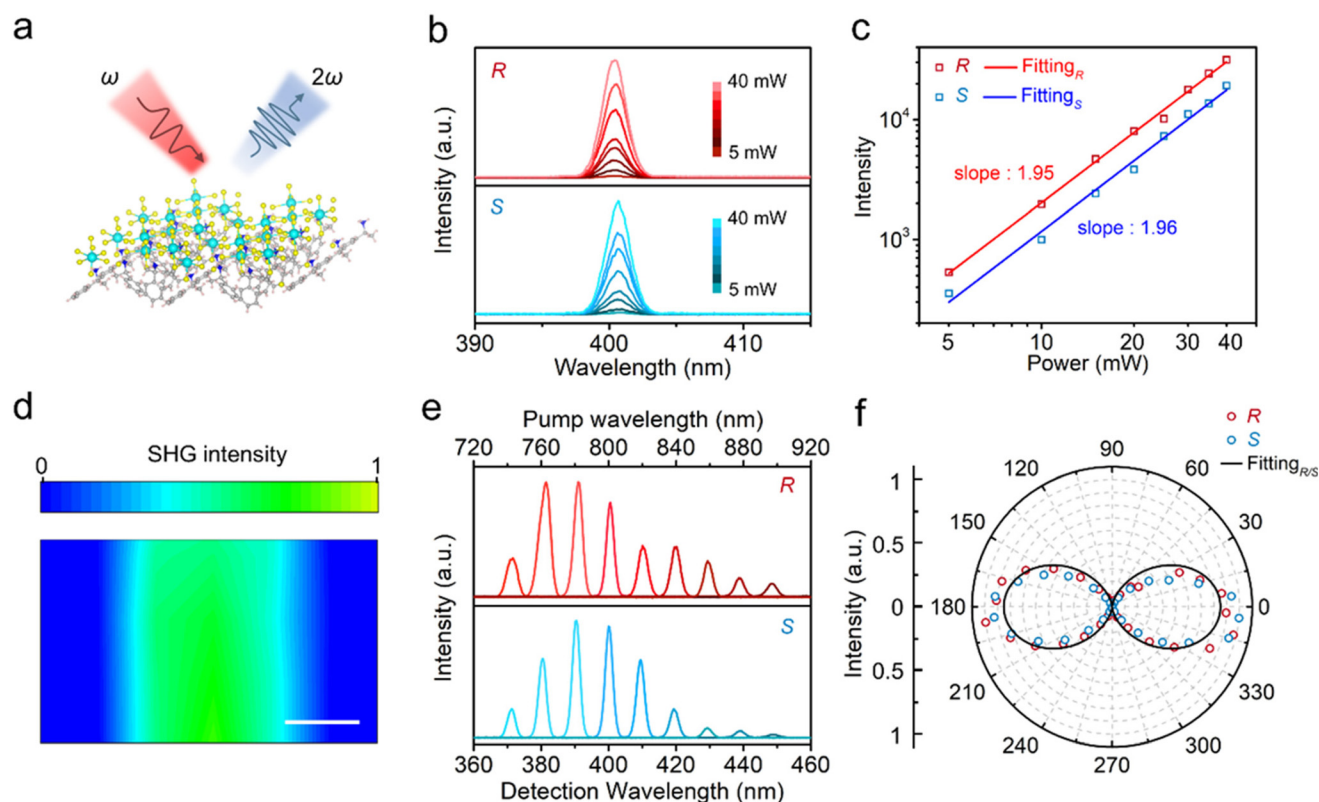 a
ω
2ω
b
R
40 mW
5 mW
S
40 mW
5 mW
Intensity (a.u.)
390
400
410
Wavelength (nm)
c
R
Fitting_R
S
Fitting_S
10^4
10^3
Intensity
slope : 1.95
slope : 1.96
5
10
20
30
40
Power (mW)
d
SHG intensity
0
1
e
Pump wavelength (nm)
720
760
800
840
880
920
R
S
Intensity (a.u.)
360
380
400
420
440
460
Detection Wavelength (nm)
f
R
S
Fitting_R/S
Intensity (a.u.)
1
0.5
0
0.5
1
90
60
30
0
330
300
270
240
210
180
150
120